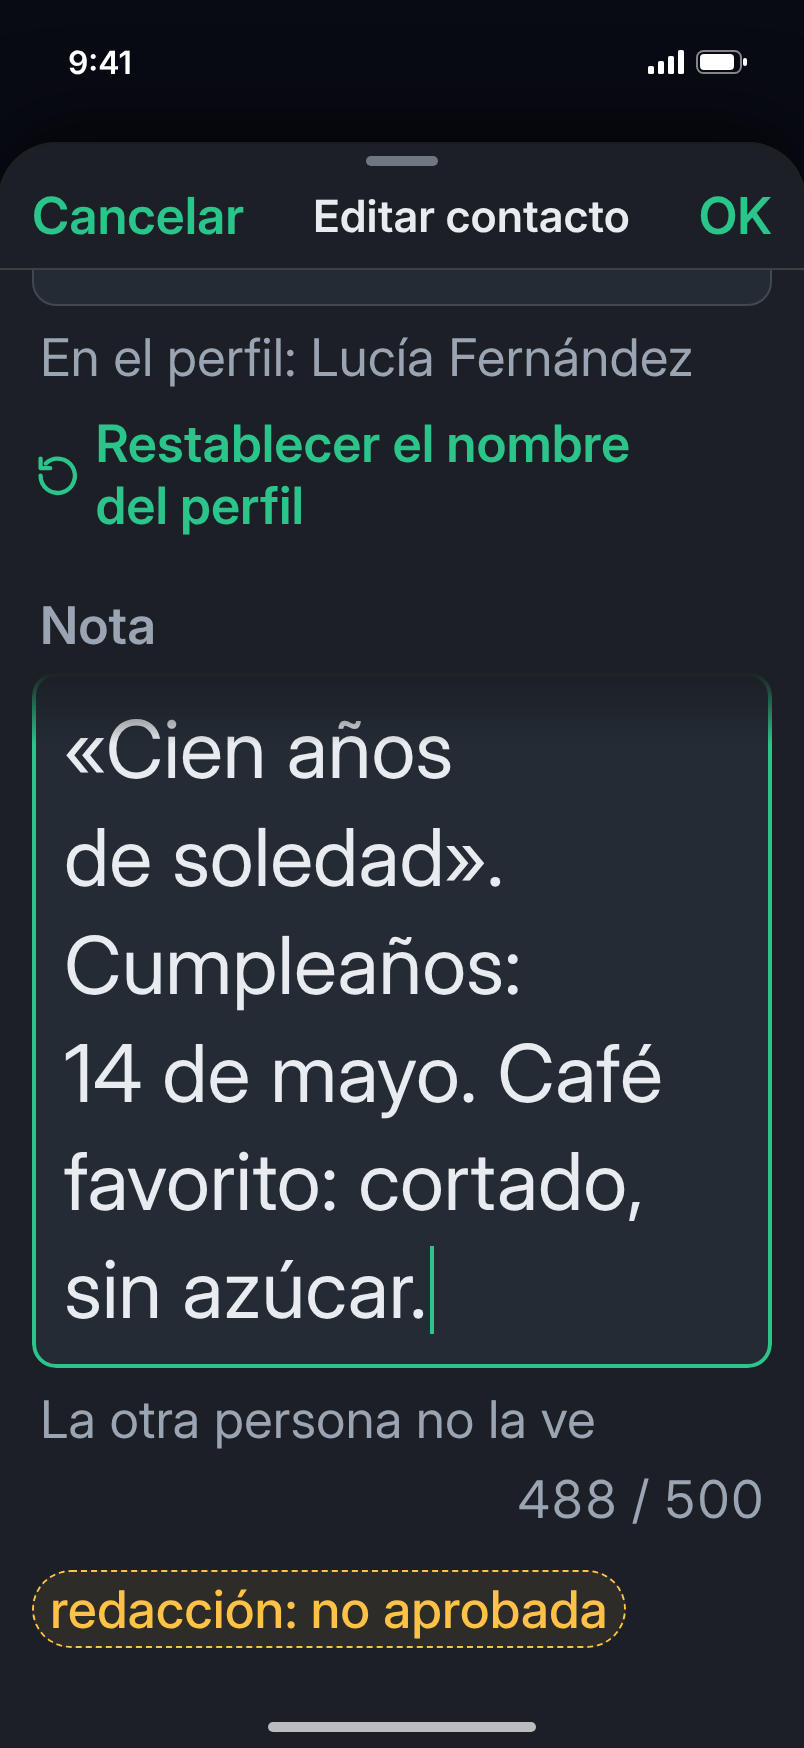 9:41
Cancelar
Editar contacto
OK
En el perfil: Lucía Fernández
Restablecer el nombre
del perfil
Nota
«Cien años
de soledad».
Cumpleaños:
14 de mayo. Café
favorito: cortado,
sin azúcar.
La otra persona no la ve
488 / 500
redacción: no aprobada